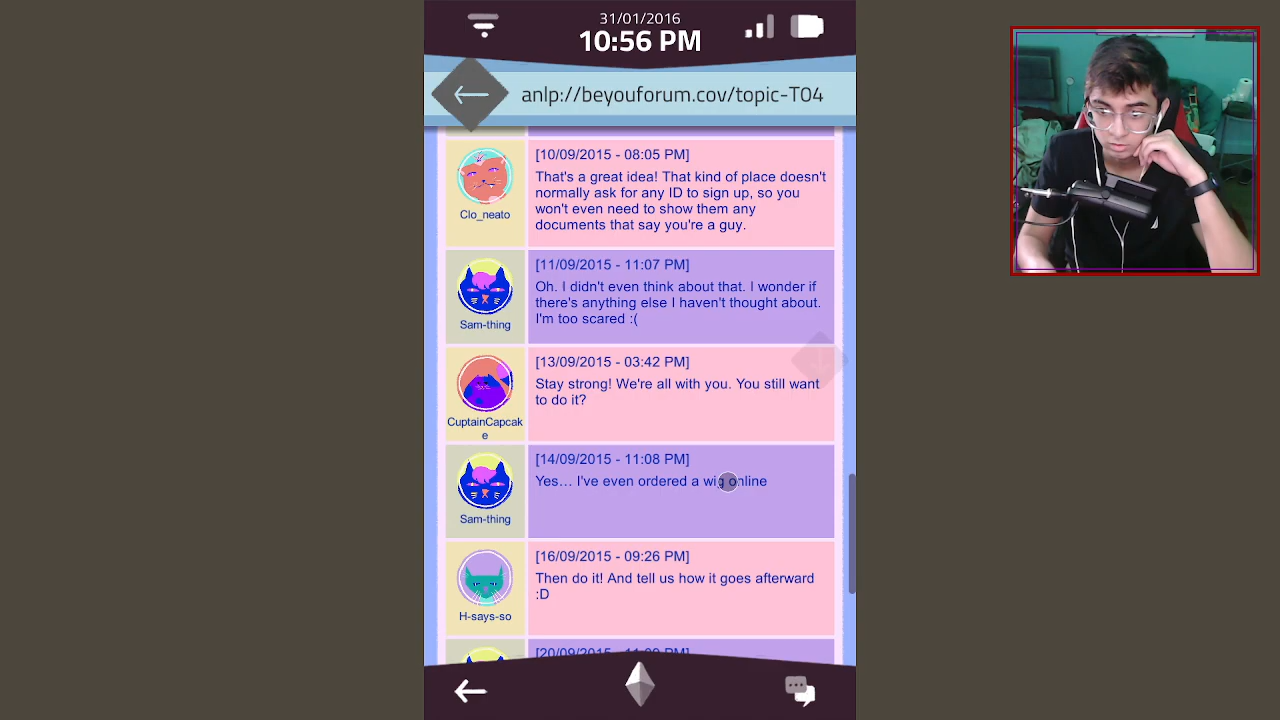 31/01/2016
10:56 PM
anlp://beyouforum.cov/topic-T04
[10/09/2015 - 08:05 PM]
That's a great idea! That kind of place doesn't
normally ask for any ID to sign up, so you
won't even need to show them any
documents that say you're a guy.
Clo_neato
[11/09/2015 - 11:07 PM]
Oh. I didn't even think about that. I wonder if
there's anything else I haven't thought about.
I'm too scared :(
Sam-thing
[13/09/2015 - 03:42 PM]
Stay strong! We're all with you. You still want
to do it?
CuptainCapcak
e
[14/09/2015 - 11:08 PM]
Yes... I've even ordered a wig online
Sam-thing
[16/09/2015 - 09:26 PM]
Then do it! And tell us how it goes afterward
:D
H-says-so
[20/09/2015 - 11:09 PM]